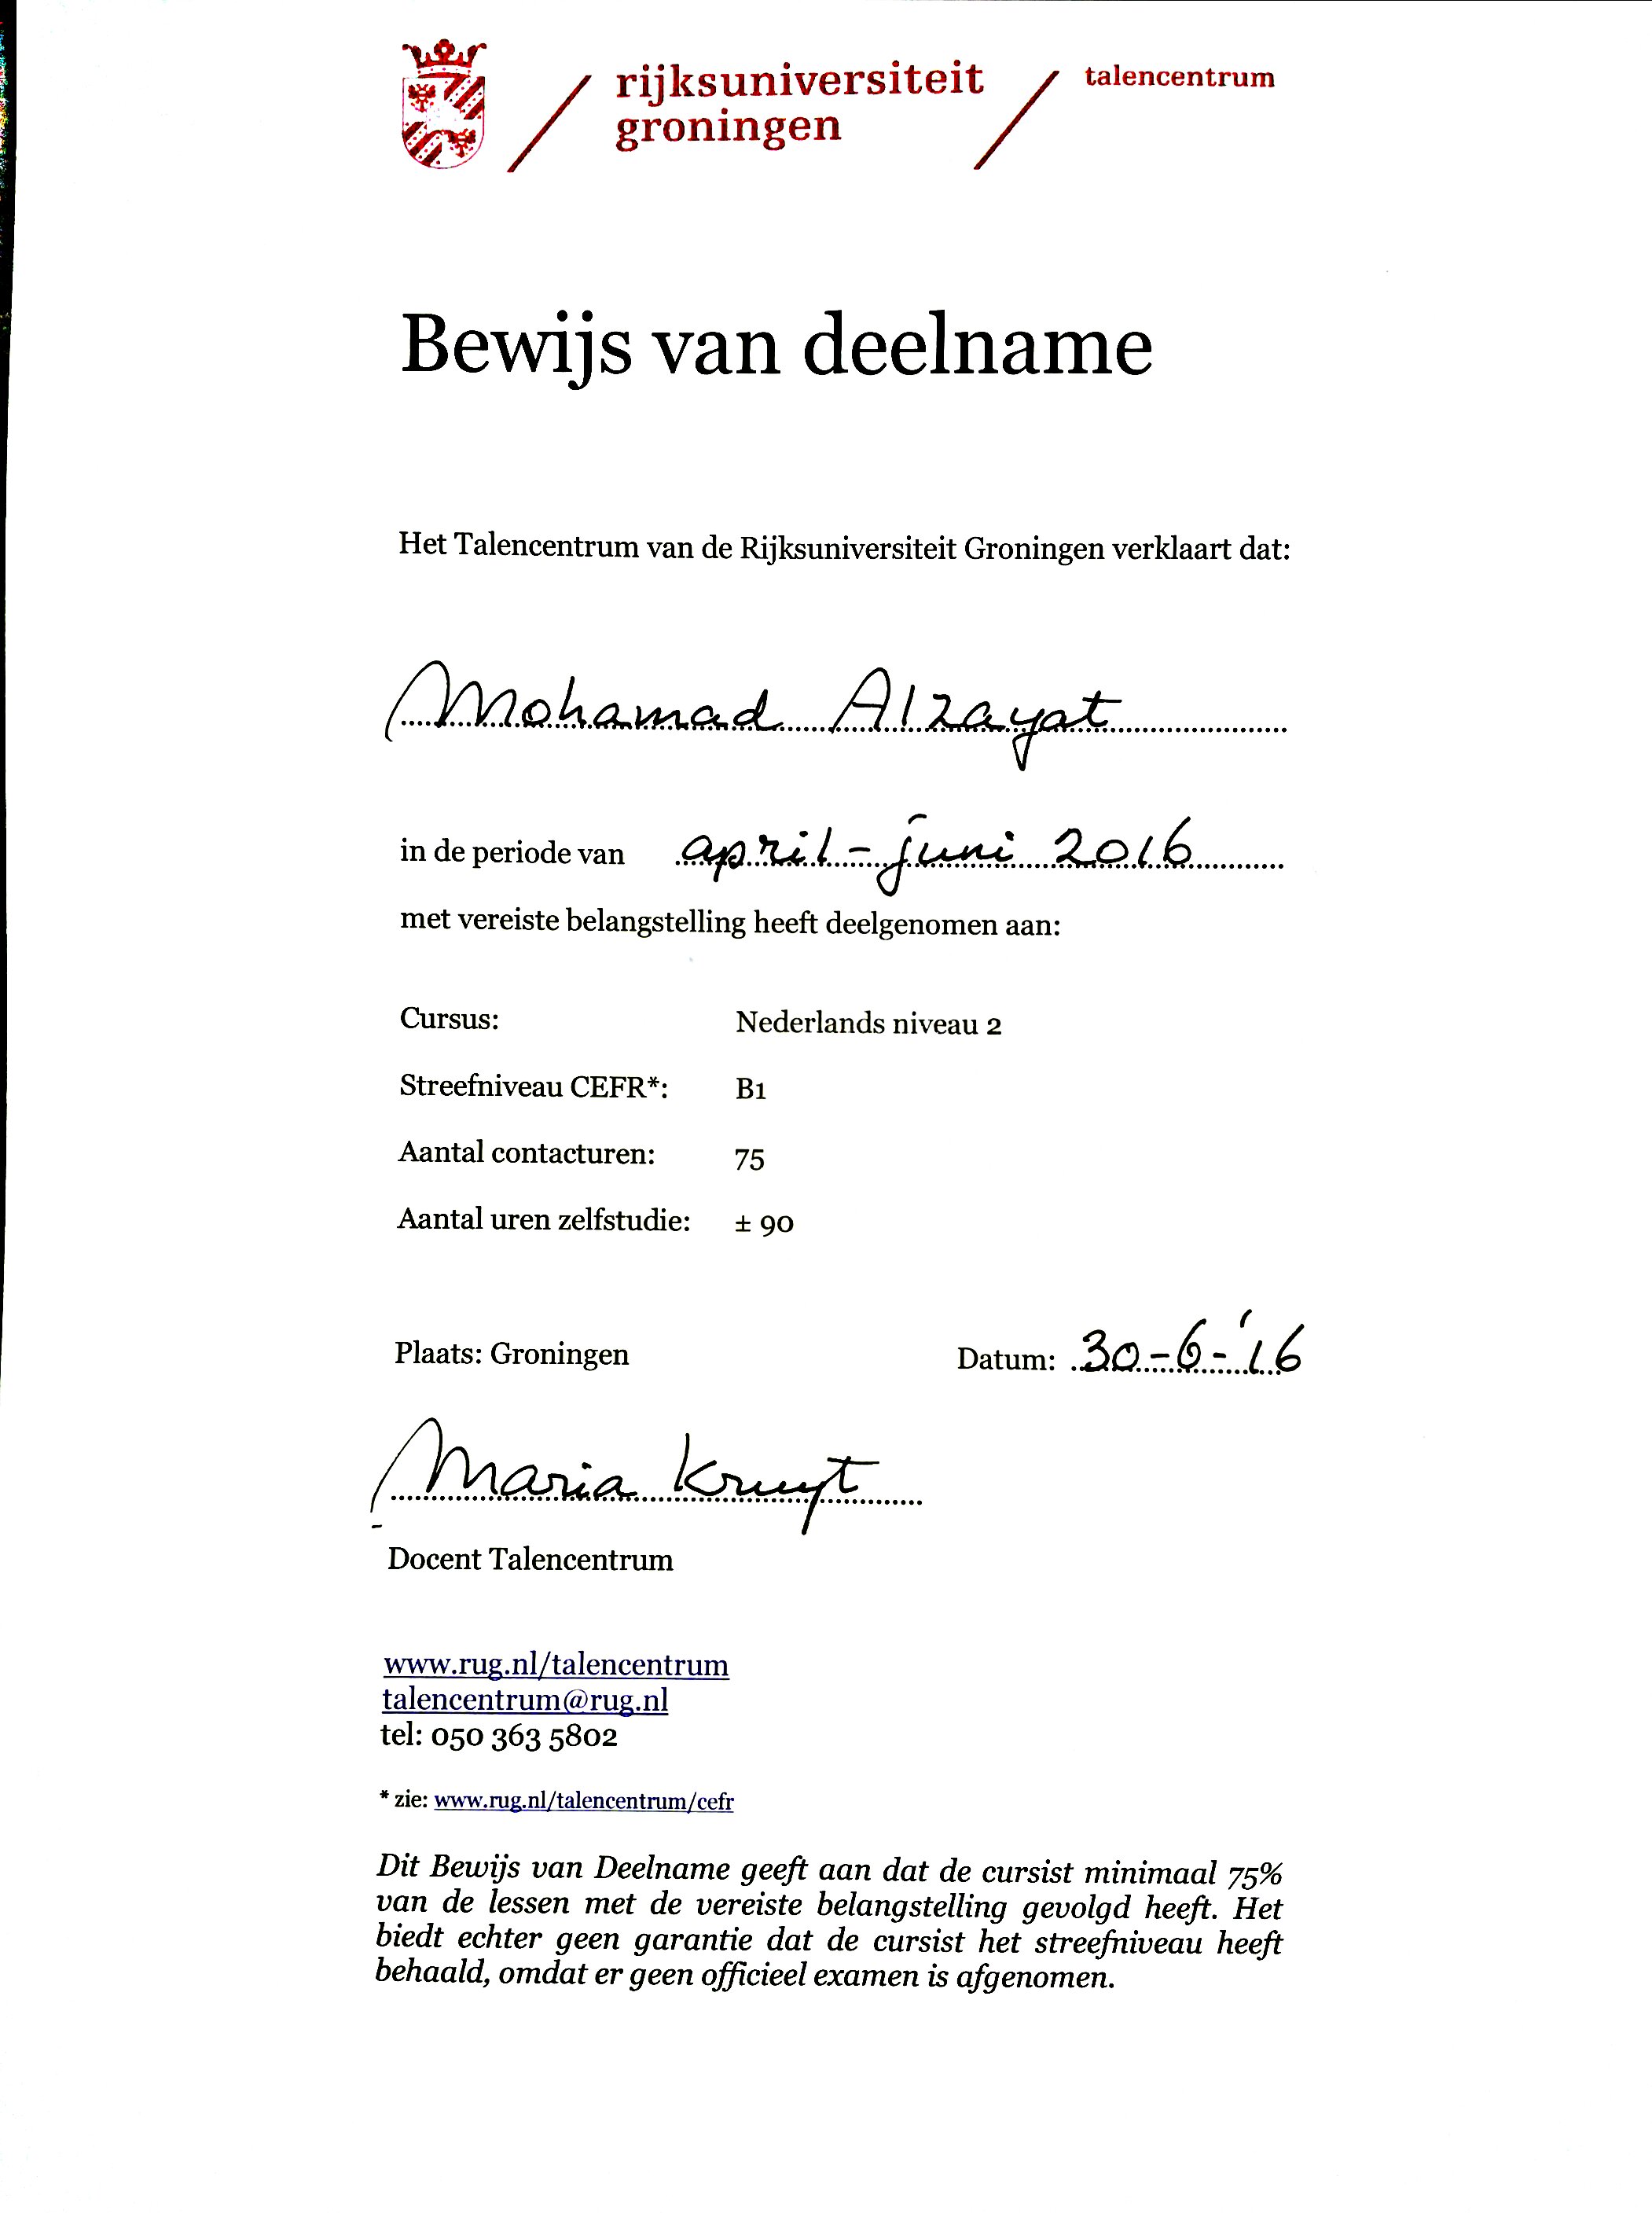 rijksuniversiteit
groningen
talencentrum
Bewijs van deelname
Het Talencentrum van de Rijksuniversiteit Groningen verklaart dat:
Mohamad Alzayat
in de periode van april - juni 2016
met vereiste belangstelling heeft deelgenomen aan:
Cursus: Nederlands niveau 2
Streefniveau CEFR*: B1
Aantal contacturen: 75
Aantal uren zelfstudie: ± 90
Plaats: Groningen Datum: 30-6-'16
Maria Kruyt
Docent Talencentrum
www.rug.nl/talencentrum
talencentrum@rug.nl
tel: 050 363 5802
* zie: www.rug.nl/talencentrum/cefr
Dit Bewijs van Deelname geeft aan dat de cursist minimaal 75%
van de lessen met de vereiste belangstelling gevolgd heeft. Het
biedt echter geen garantie dat de cursist het streefniveau heeft
behaald, omdat er geen officieel examen is afgenomen.